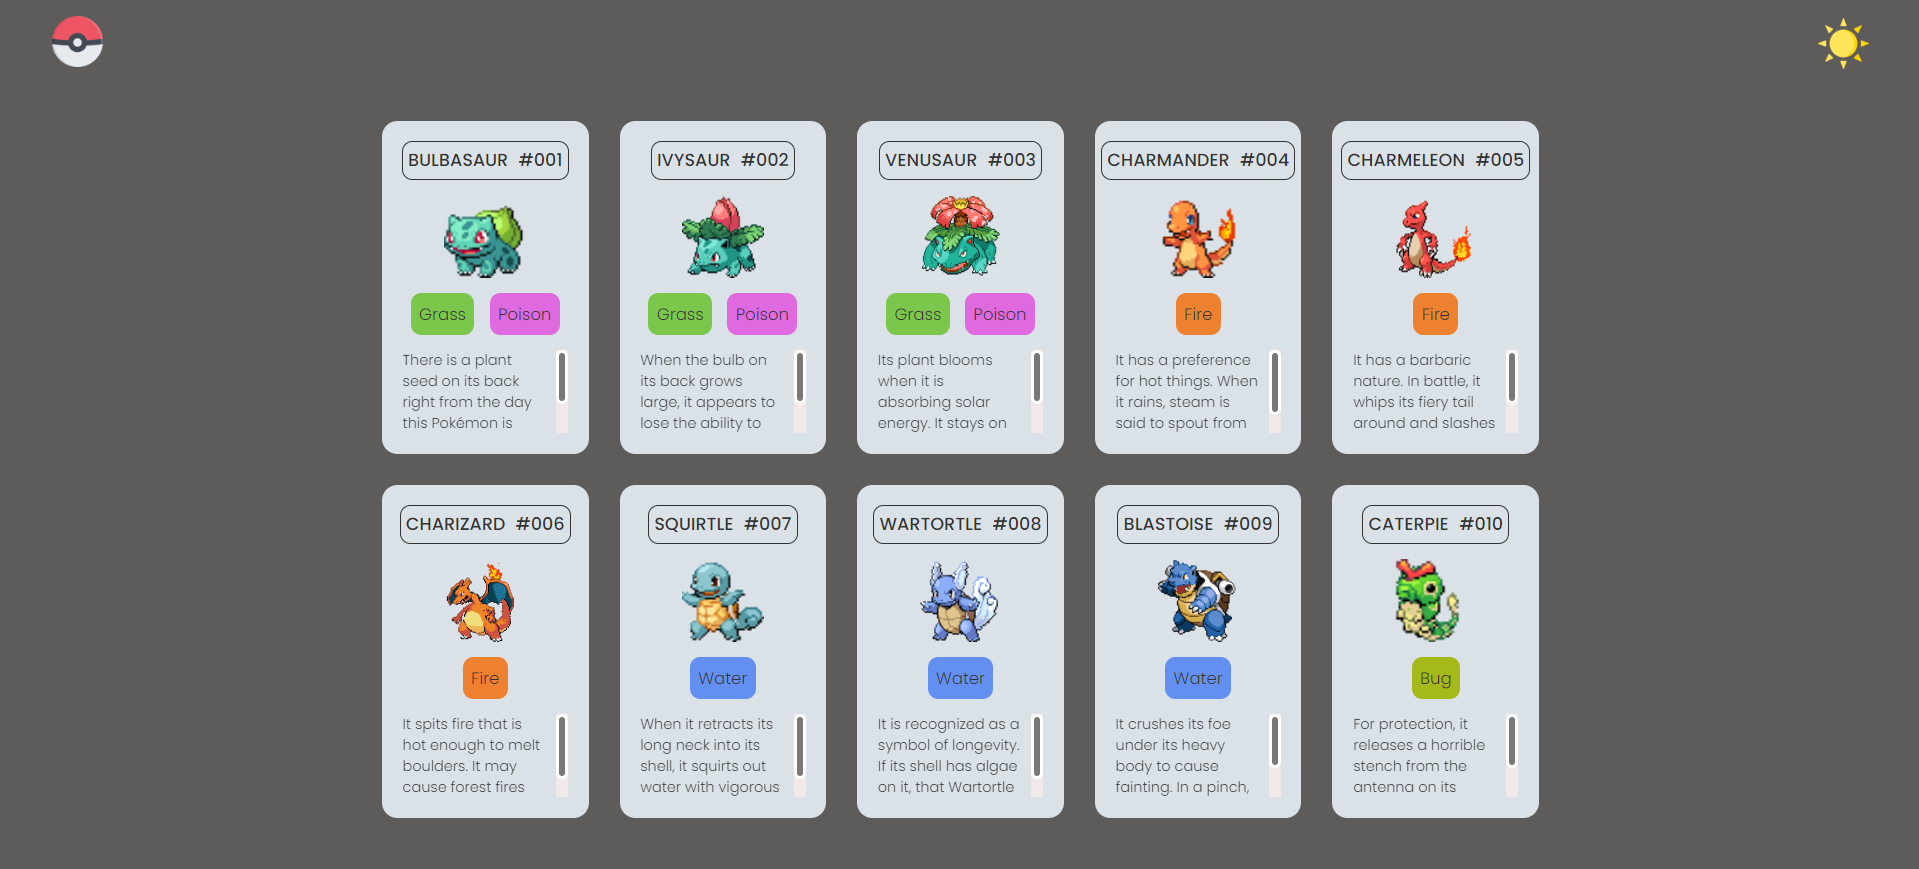 BULBASAUR #001
Grass Poison
There is a plant
seed on its back
right from the day
this Pokémon is
IVYSAUR #002
Grass Poison
When the bulb on
its back grows
large, it appears to
lose the ability to
VENUSAUR #003
Grass Poison
Its plant blooms
when it is
absorbing solar
energy. It stays on
CHARMANDER #004
Fire
It has a preference
for hot things. When
it rains, steam is
said to spout from
CHARMELEON #005
Fire
It has a barbaric
nature. In battle, it
whips its fiery tail
around and slashes
CHARIZARD #006
Fire
It spits fire that is
hot enough to melt
boulders. It may
cause forest fires
SQUIRTLE #007
Water
When it retracts its
long neck into its
shell, it squirts out
water with vigorous
WARTORTLE #008
Water
It is recognized as a
symbol of longevity.
If its shell has algae
on it, that Wartortle
BLASTOISE #009
Water
It crushes its foe
under its heavy
body to cause
fainting. In a pinch,
CATERPIE #010
Bug
For protection, it
releases a horrible
stench from the
antenna on its